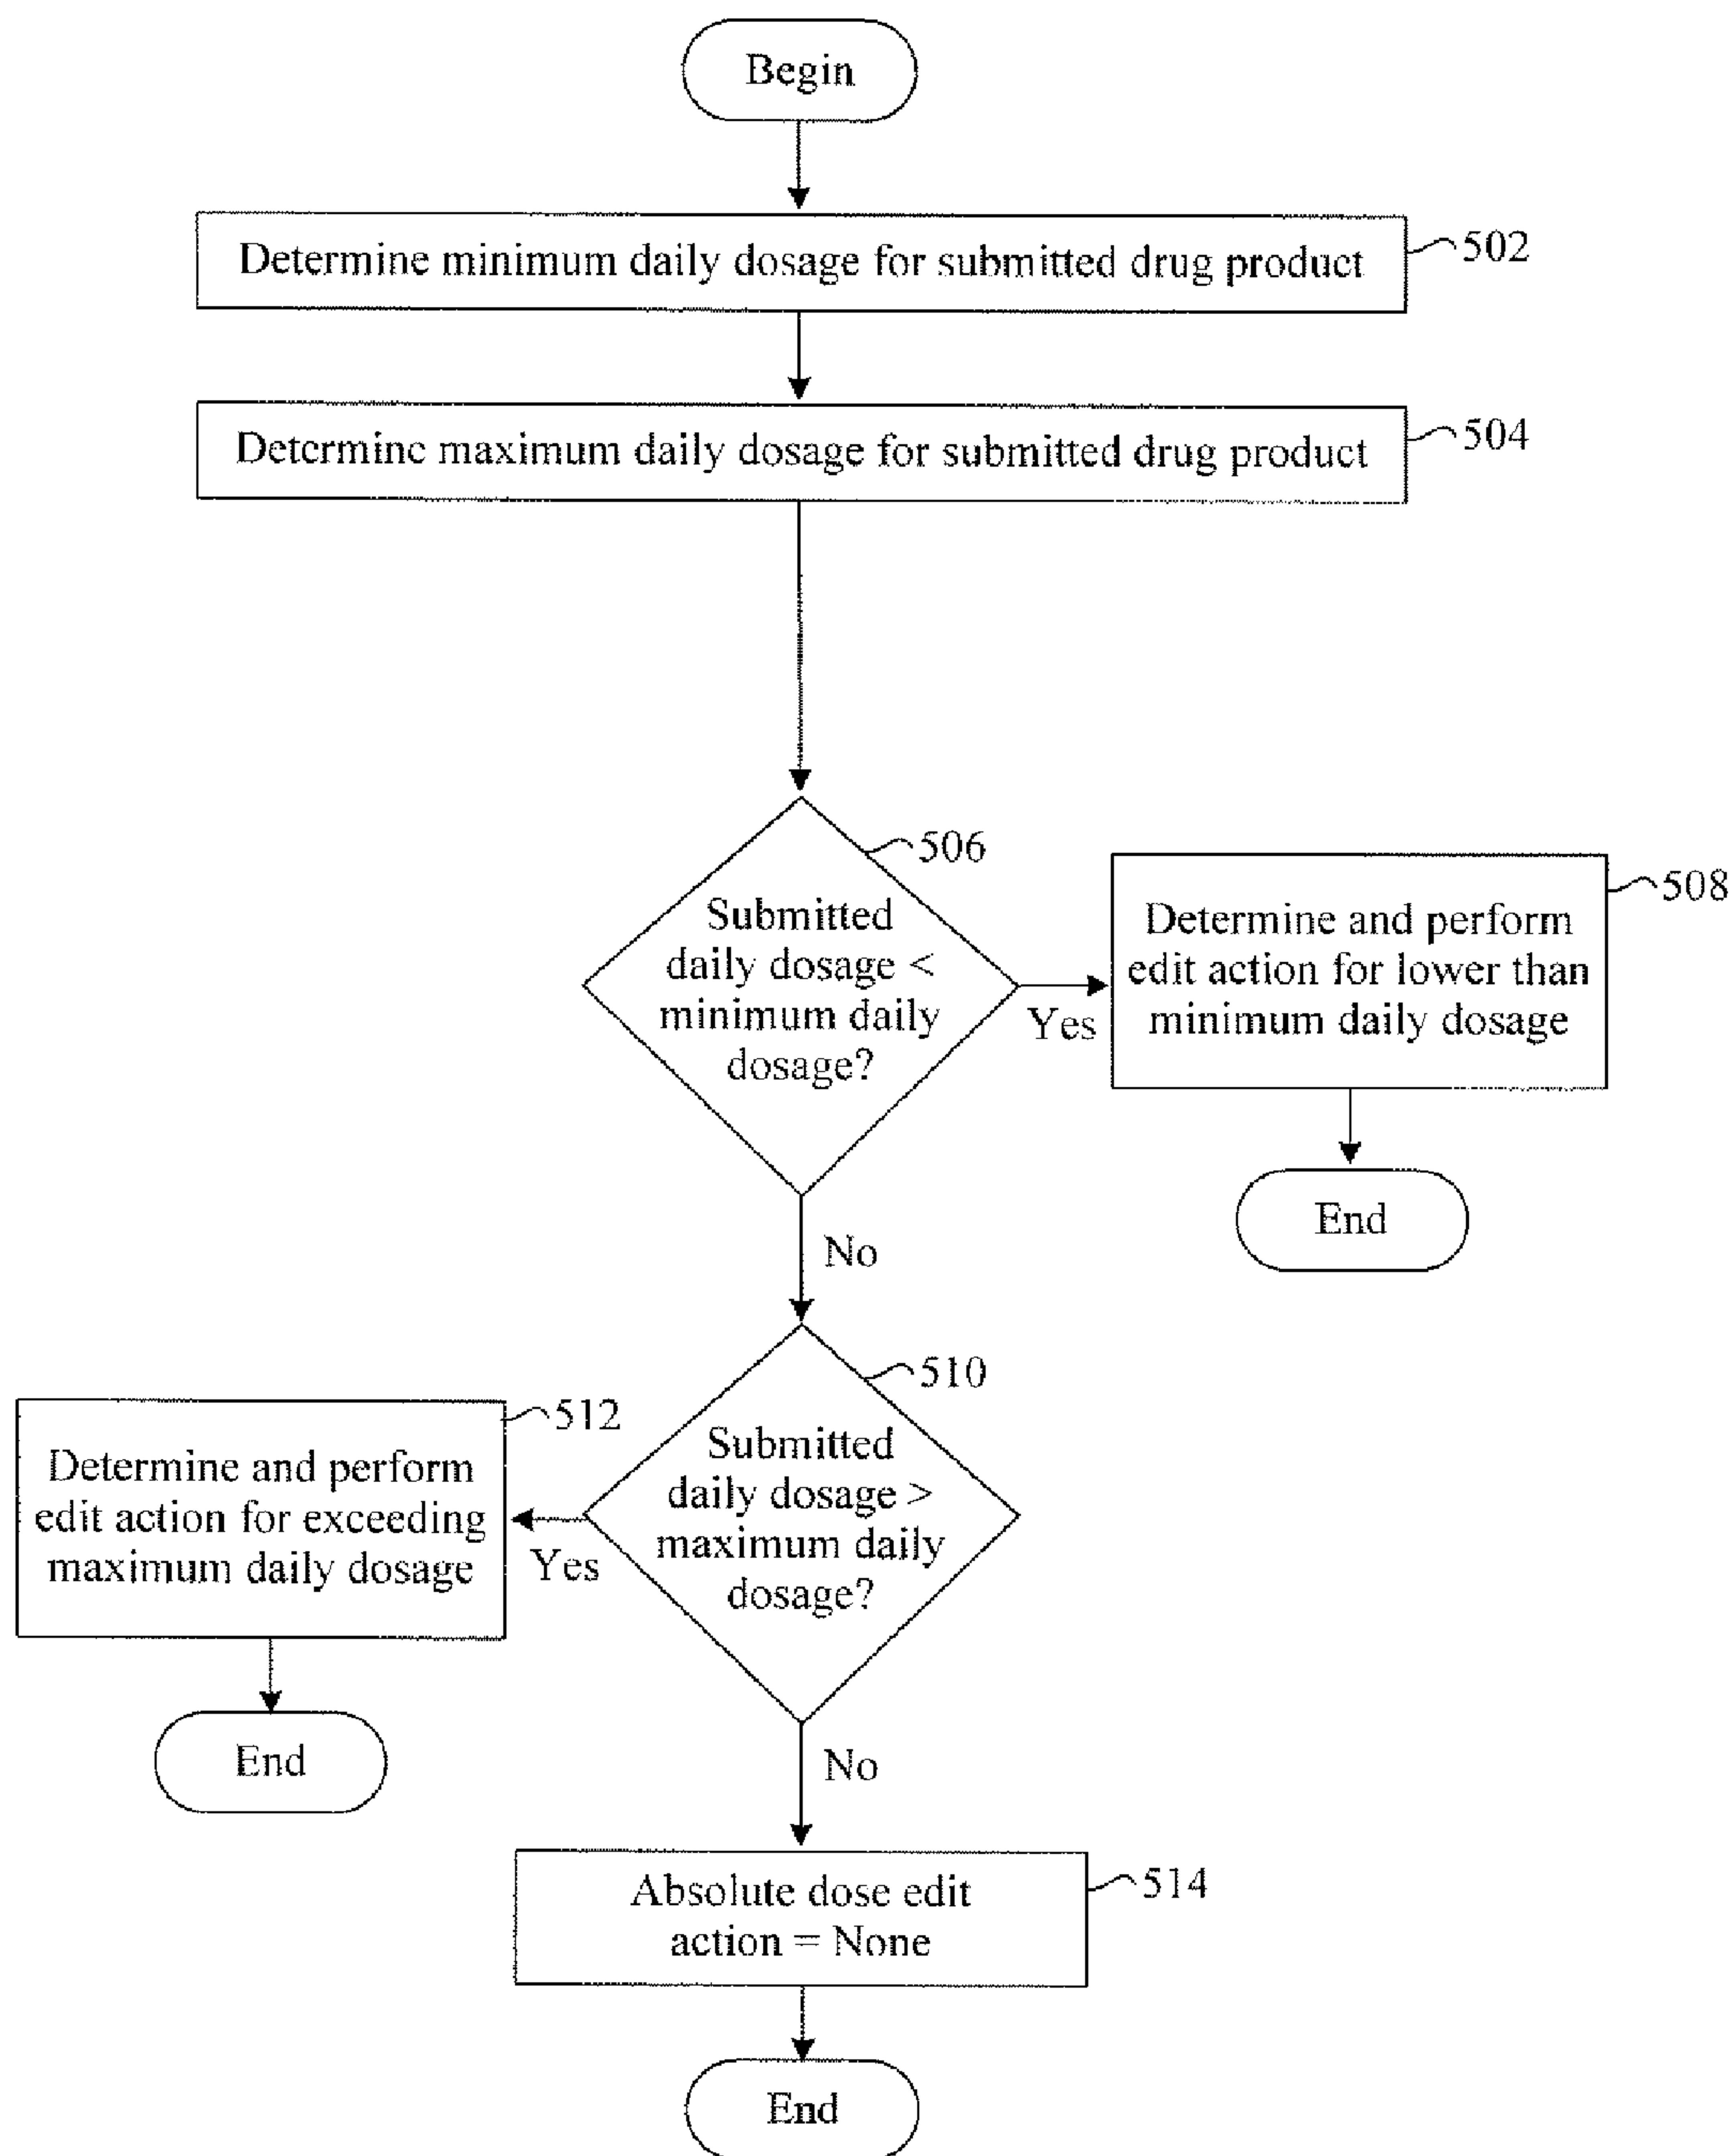 Begin
Determine minimum daily dosage for submitted drug product
502
Determine maximum daily dosage for submitted drug product
504
506
Submitted
daily dosage <
minimum daily
dosage?
Yes
508
Determine and perform
edit action for lower than
minimum daily dosage
End
No
510
Submitted
daily dosage >
maximum daily
dosage?
Yes
512
Determine and perform
edit action for exceeding
maximum daily dosage
End
No
514
Absolute dose edit
action = None
End